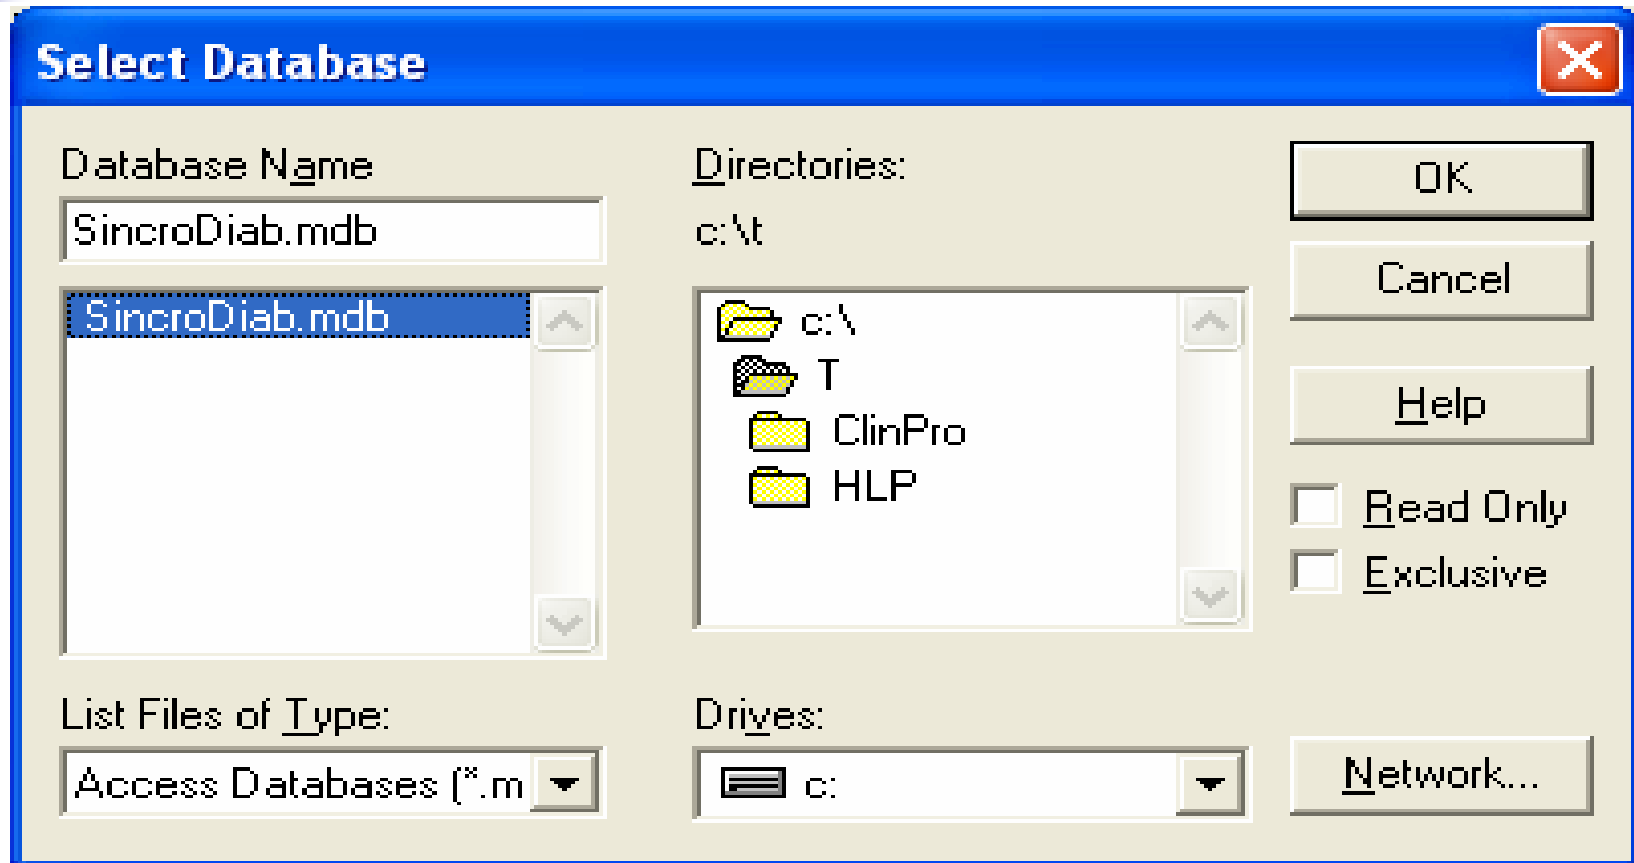 Select Database
Database Name
SincroDiab.mdb
SincroDiab.mdb
List Files of Type:
Access Databases (*.m
Directories:
c:\t
c:\
T
ClinPro
HLP
Drives:
c:
OK
Cancel
Help
Read Only
Exclusive
Network...